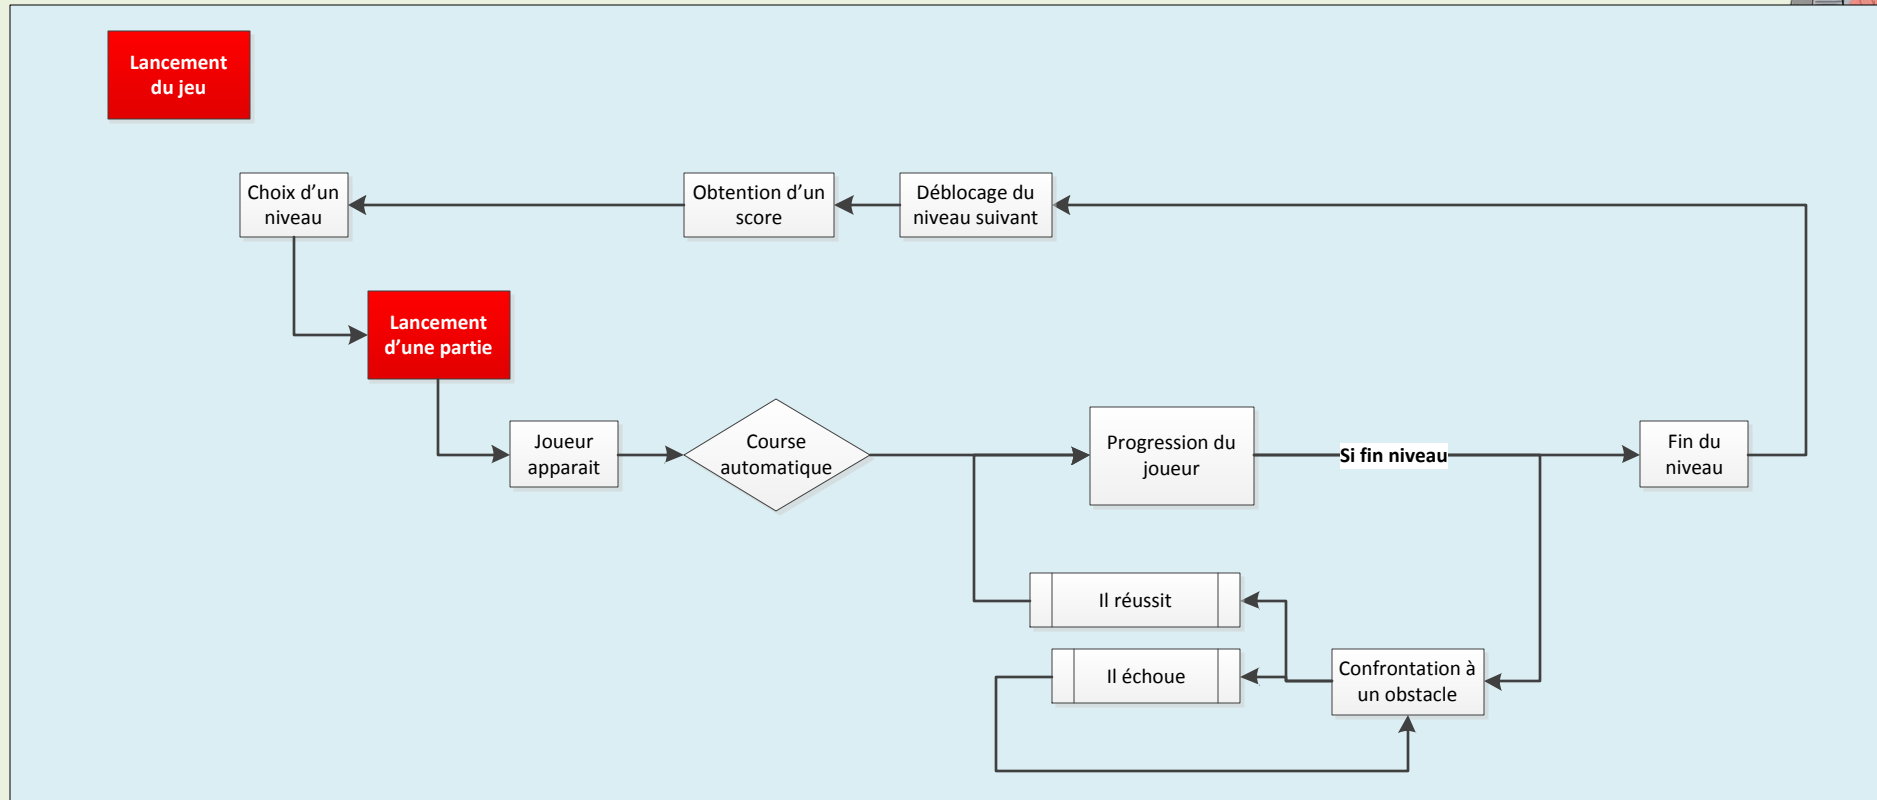 Lancement
du jeu
Choix d’un
niveau
Obtention d’un
score
Déblocage du
niveau suivant
Lancement
d’une partie
Joueur
apparait
Course
automatique
Progression du
joueur
Si fin niveau
Fin du
niveau
Il réussit
Il échoue
Confrontation à
un obstacle